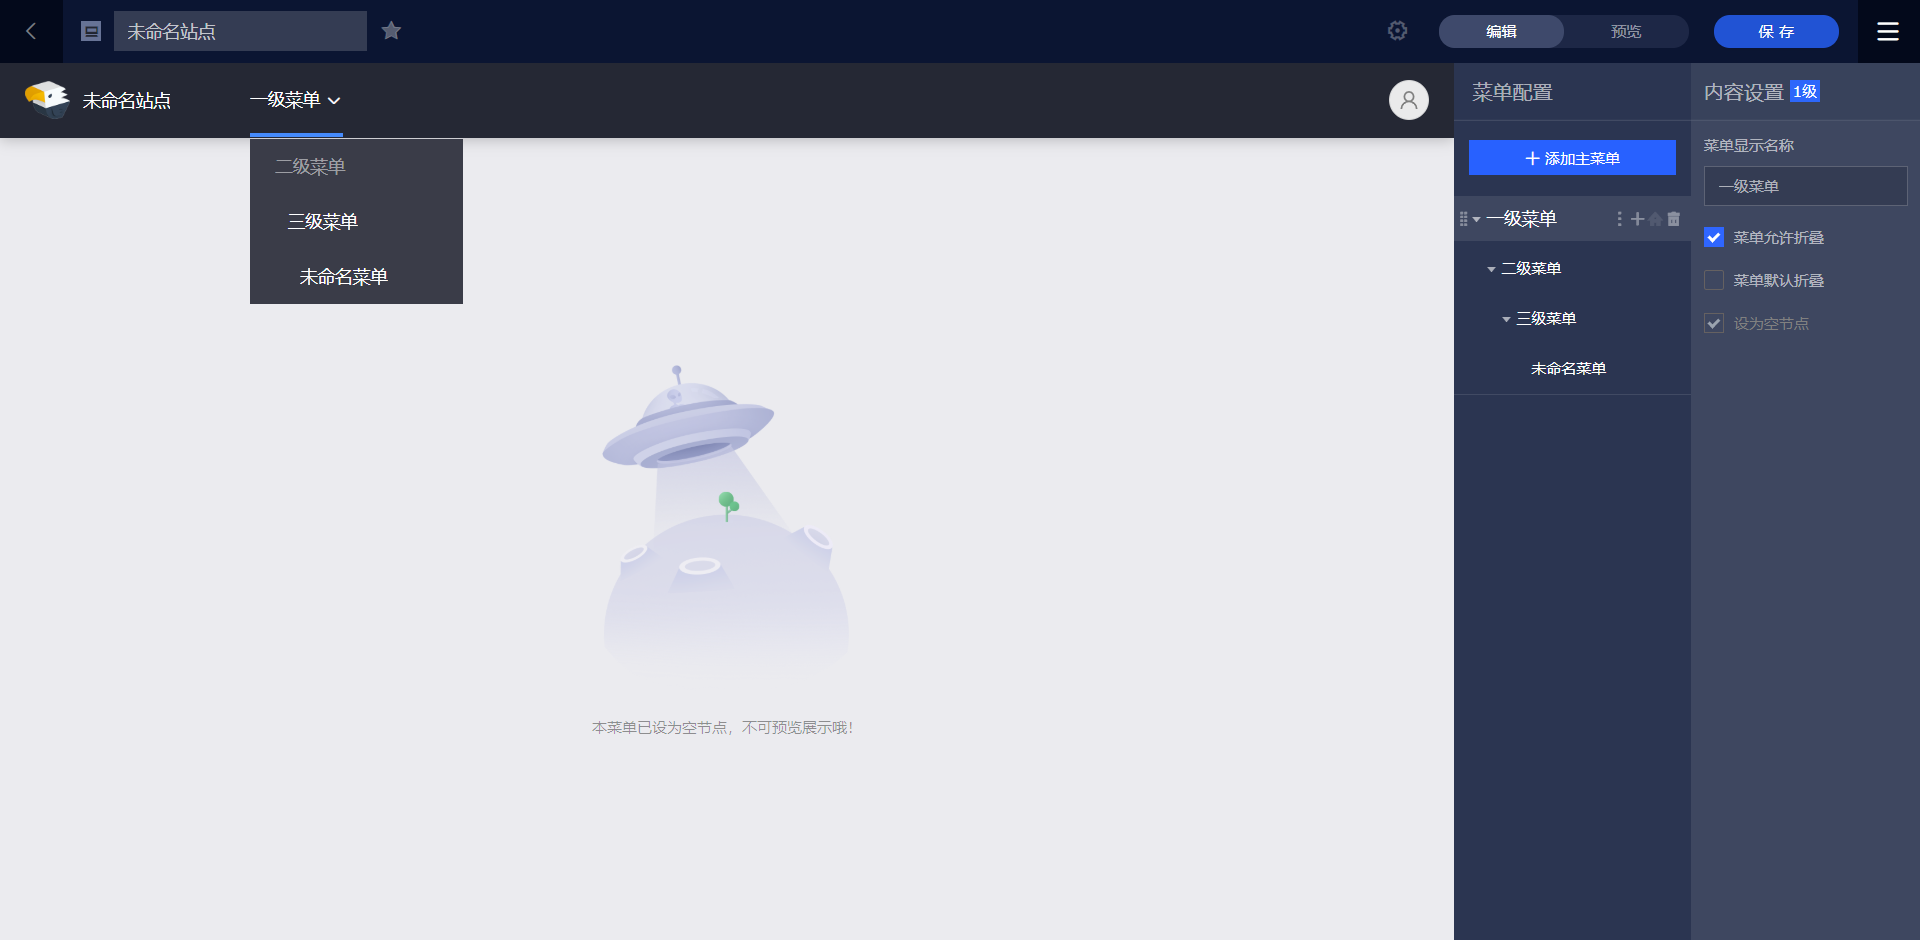 未命名站点
编辑
预览
保 存
未命名站点
一级菜单
二级菜单
三级菜单
未命名菜单
本菜单已设为空节点，不可预览展示哦！
菜单配置
添加主菜单
一级菜单
二级菜单
三级菜单
未命名菜单
内容设置 1级
菜单显示名称
一级菜单
菜单允许折叠
菜单默认折叠
设为空节点